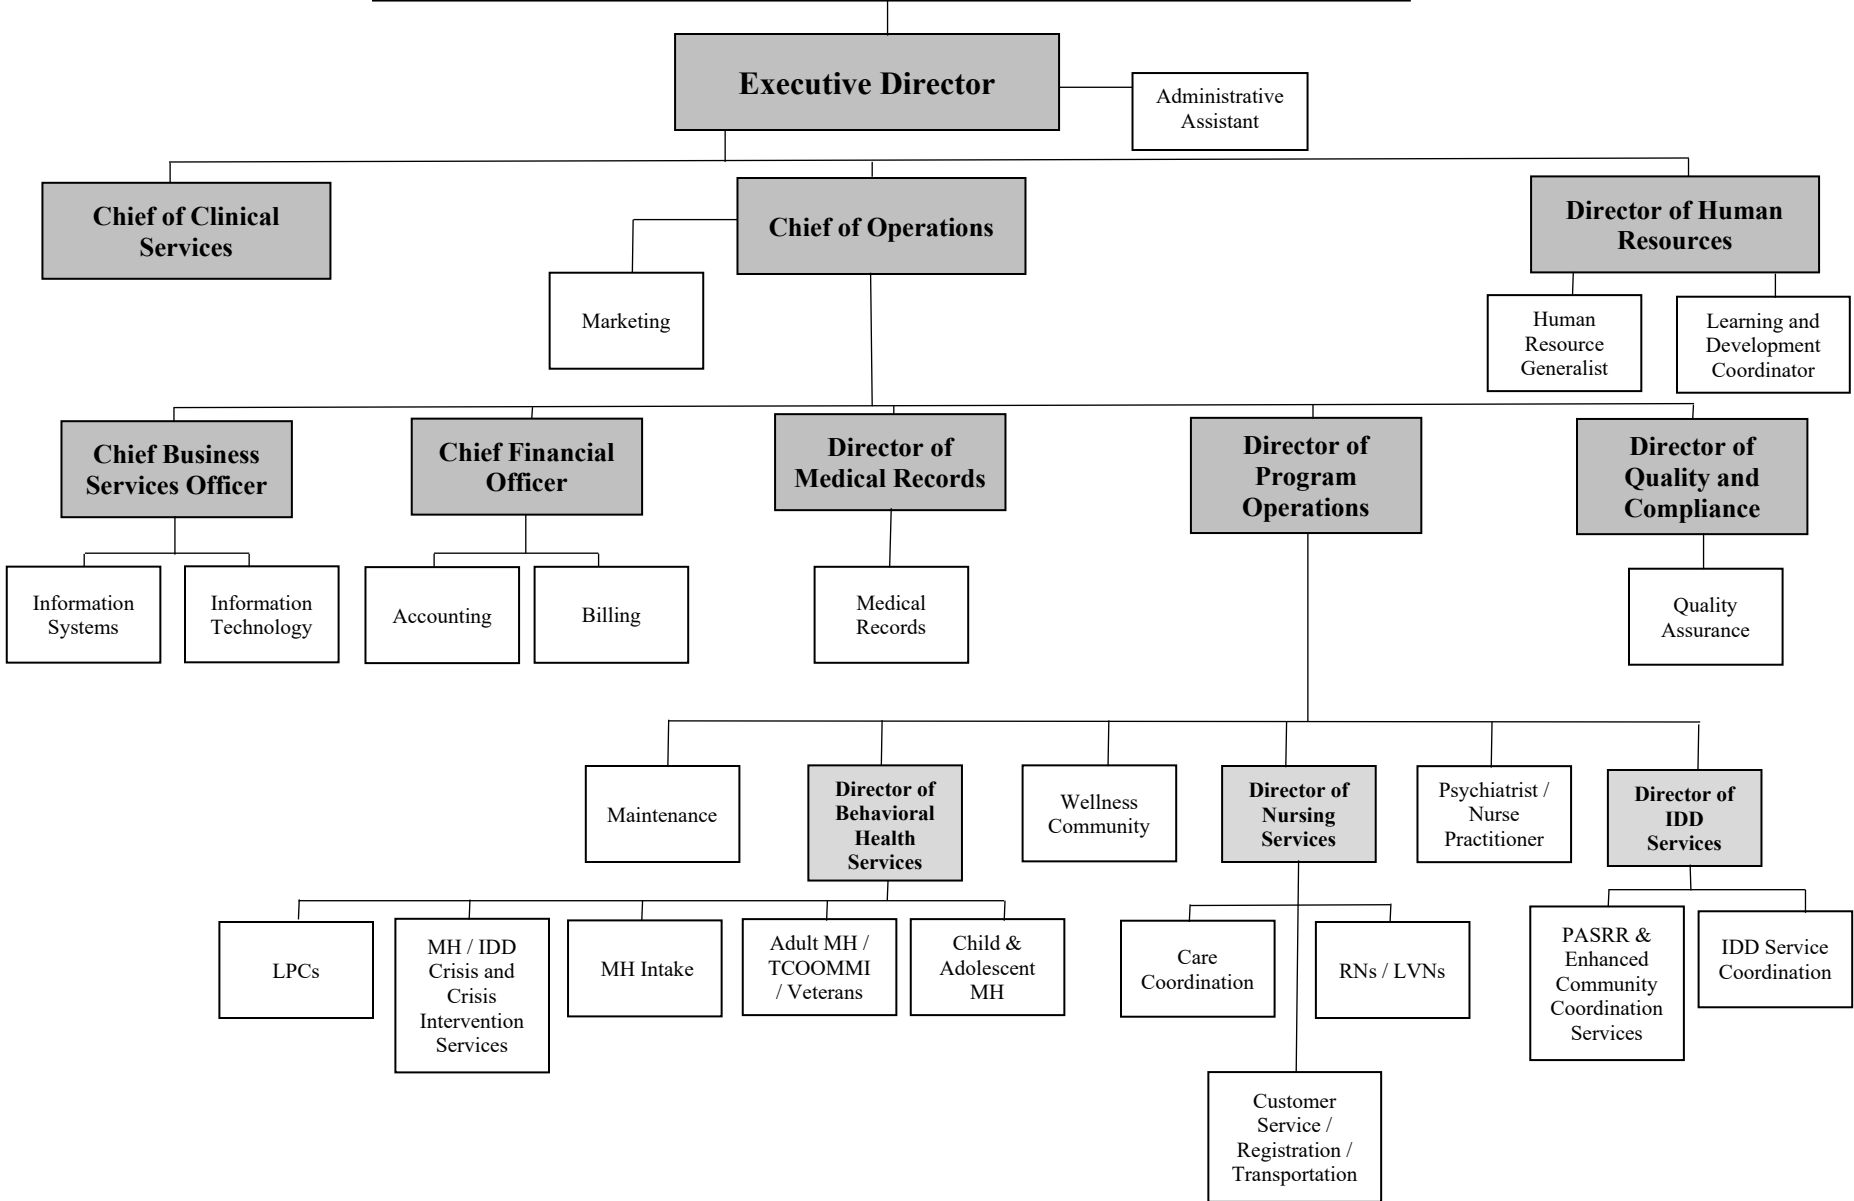 Executive Director
Administrative
Assistant
Chief of Clinical
Services
Chief of Operations
Director of Human
Resources
Marketing
Human
Resource
Generalist
Learning and
Development
Coordinator
Chief Business
Services Officer
Chief Financial
Officer
Director of
Medical Records
Director of
Program
Operations
Director of
Quality and
Compliance
Information
Systems
Information
Technology
Accounting
Billing
Medical
Records
Quality
Assurance
Maintenance
Director of
Behavioral
Health
Services
Wellness
Community
Director of
Nursing
Services
Psychiatrist /
Nurse
Practitioner
Director of
IDD
Services
LPCs
MH / IDD
Crisis and
Crisis
Intervention
Services
MH Intake
Adult MH /
TCOOMMI
/ Veterans
Child &
Adolescent
MH
Care
Coordination
RNs / LVNs
PASRR &
Enhanced
Community
Coordination
Services
IDD Service
Coordination
Customer
Service /
Registration /
Transportation